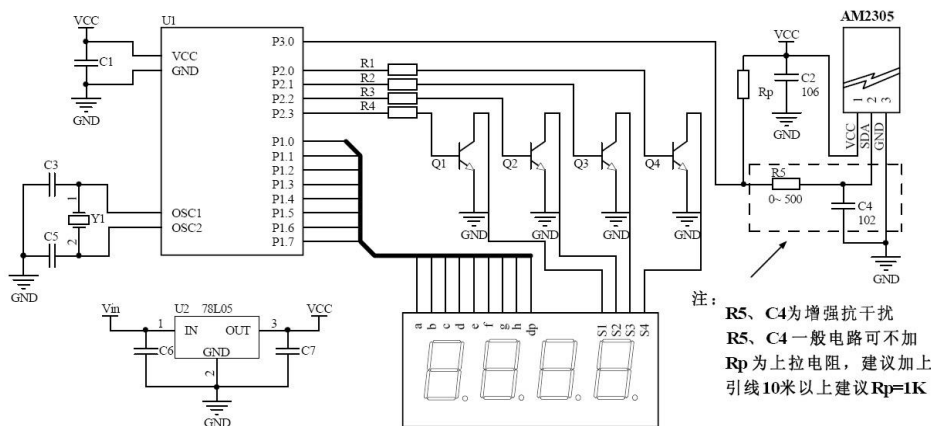 VCC
U1
AM2305
P3.0
VCC
C1
VCC
GND
P2.0
P2.1
P2.2
P2.3
R1
R2
R3
R4
Rp
C2
106
GND
GND
1
2
3
VCC
SDA
GND
P1.0
P1.1
P1.2
P1.3
P1.4
P1.5
P1.6
P1.7
Q1
Q2
Q3
Q4
C3
1
Y1
2
C5
OSC1
OSC2
R5
0~ 500
C4
102
GND
GND
GND
GND
GND
GND
Vin
U2 78L05
VCC
1
IN
OUT
3
GND
2
C6
C7
GND
a
b
c
d
e
f
g
h
dp
S1
S2
S3
S4
注:
R5、C4为增强抗干扰
R5、C4 一般电路可不加
Rp 为上拉电阻,建议加上
引线10米以上建议Rp=1K